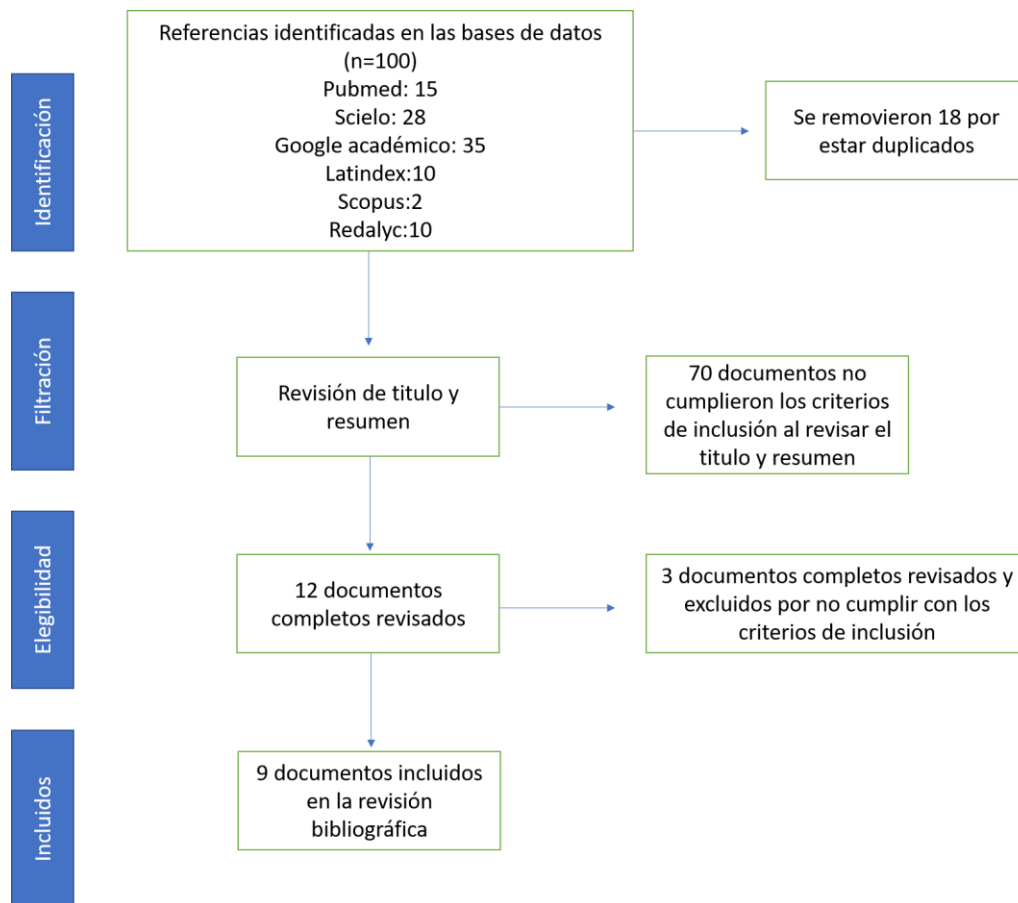 Referencias identificadas en las bases de datos
(n=100)
Pubmed: 15
Scielo: 28
Google académico: 35
Latindex:10
Scopus:2
Redalyc:10
Se removieron 18 por
estar duplicados
Identificación
Revisión de titulo y
resumen
70 documentos no
cumplieron los criterios
de inclusión al revisar el
titulo y resumen
Filtración
12 documentos
completos revisados
3 documentos completos revisados y
excluidos por no cumplir con los
criterios de inclusión
Elegibilidad
9 documentos incluidos
en la revisión
bibliográfica
Incluidos